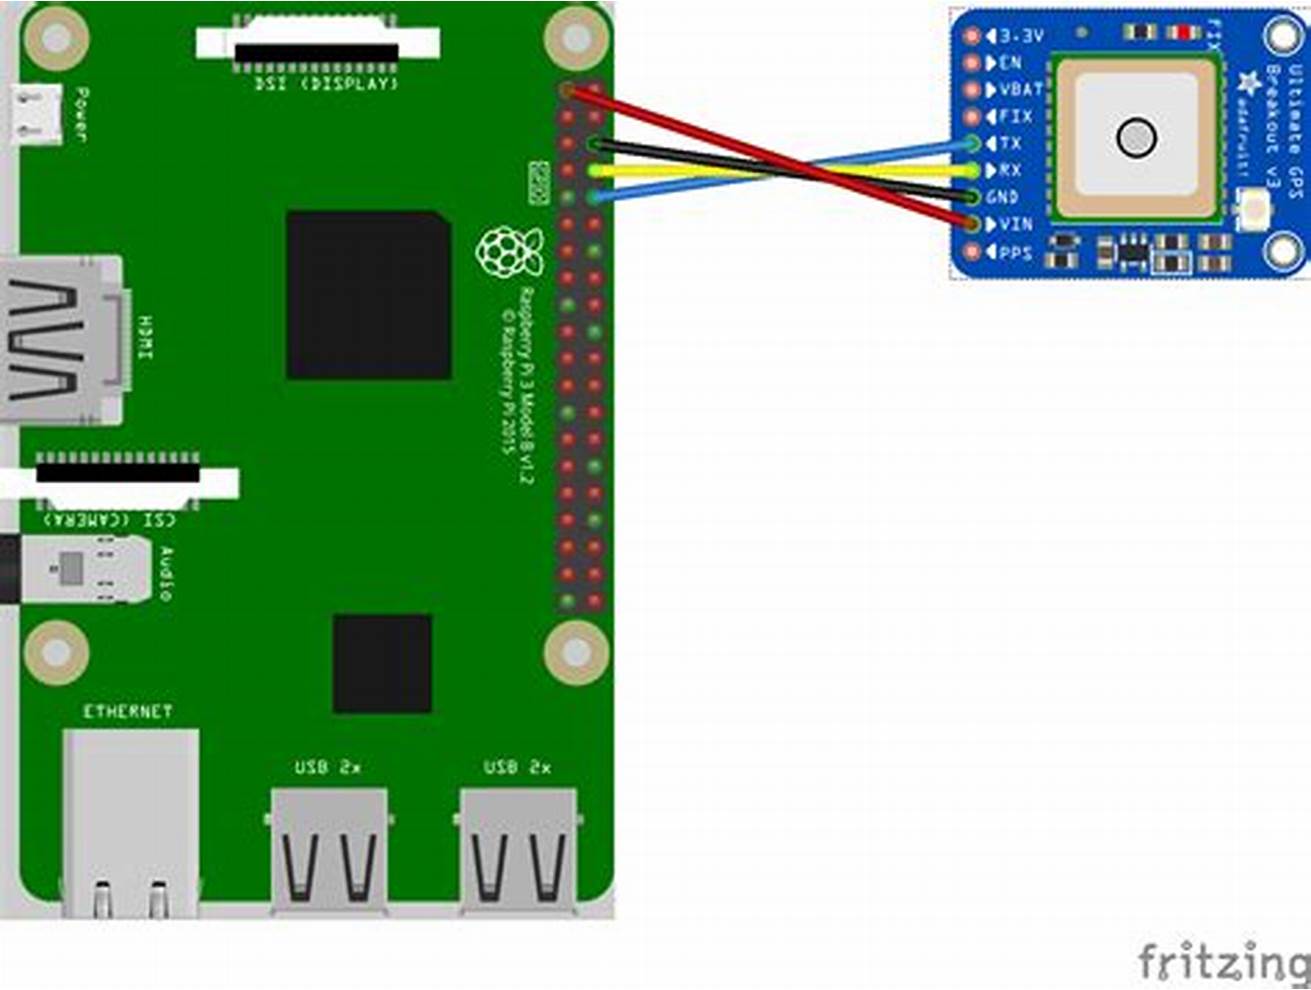 DSI (DISPLAY)
Power
GPIO
HDMI
Raspberry Pi 3 Model B v1.2
© Raspberry Pi 2015
CSI (CAMERA)
Audio
ETHERNET
USB 2x
USB 2x
3.3V
EN
VBAT
FIX
TX
RX
GND
VIN
PPS
FIX
Ultimate GPS
Breakout v3
adafruit!
fritzing